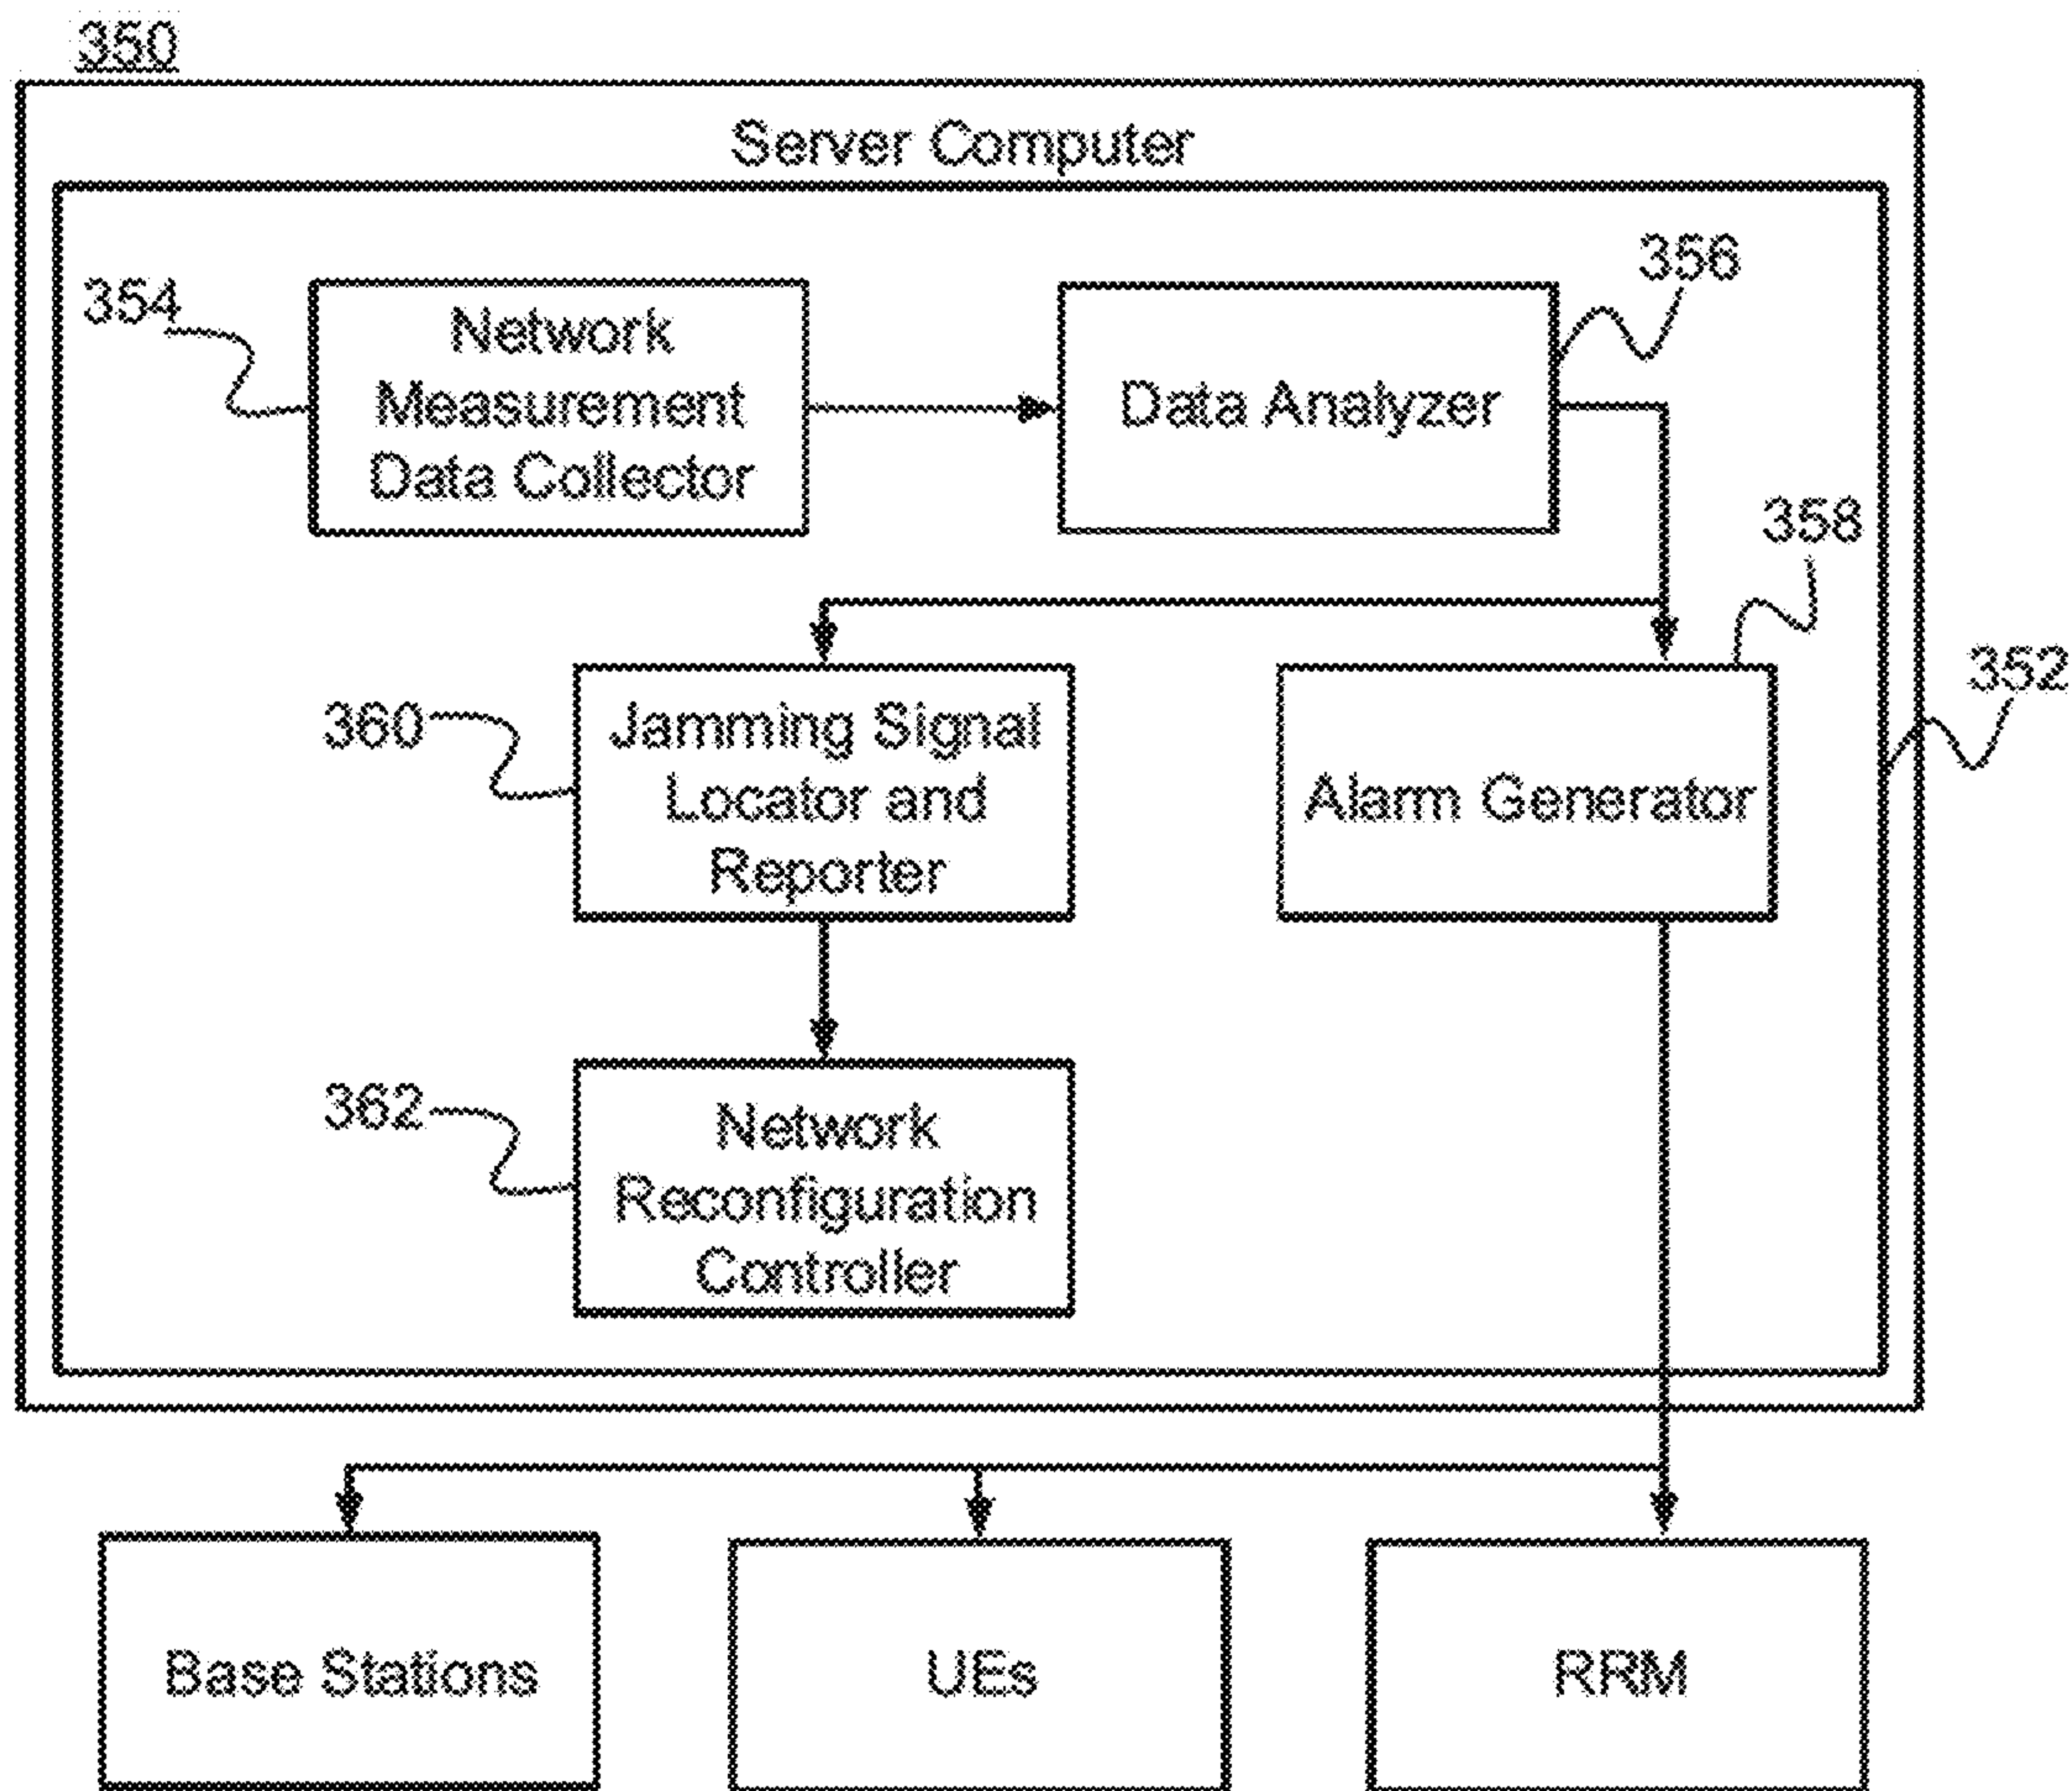 350
Server Computer
354
Network
Measurement
Data Collector
Data Analyzer
356
358
352
360
Jamming Signal
Locator and
Reporter
Alarm Generator
362
Network
Reconfiguration
Controller
Base Stations
UEs
RRM